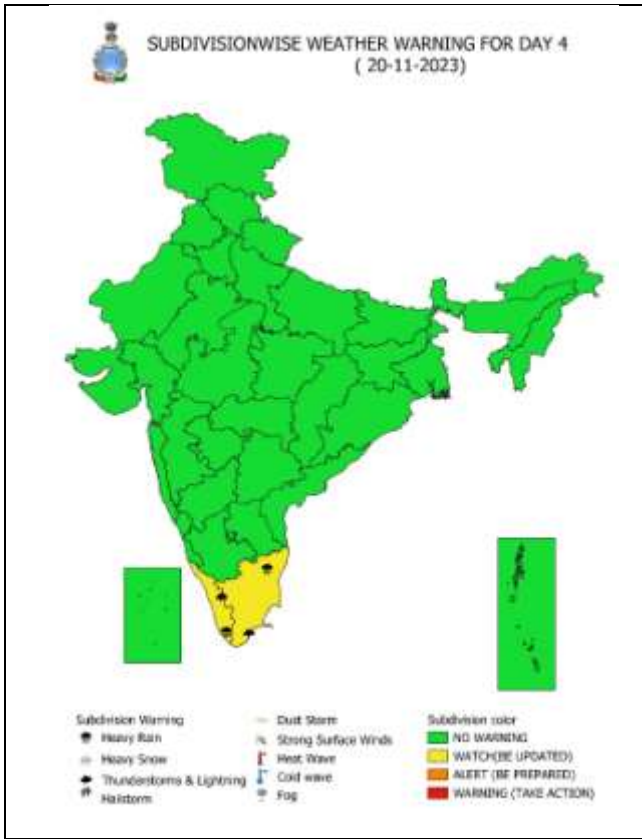 SUBDIVISIONWISE WEATHER WARNING FOR DAY 4
( 20-11-2023)
Subdivision Warning
Heavy Rain
Heavy Snow
Thunderstorms & Lightning
Hailstorm
Dust Storm
Strong Surface Winds
Heat Wave
Cold wave
Fog
Subdivision color
NO WARNING
WATCH(BE UPDATED)
ALERT (BE PREPARED)
WARNING (TAKE ACTION)